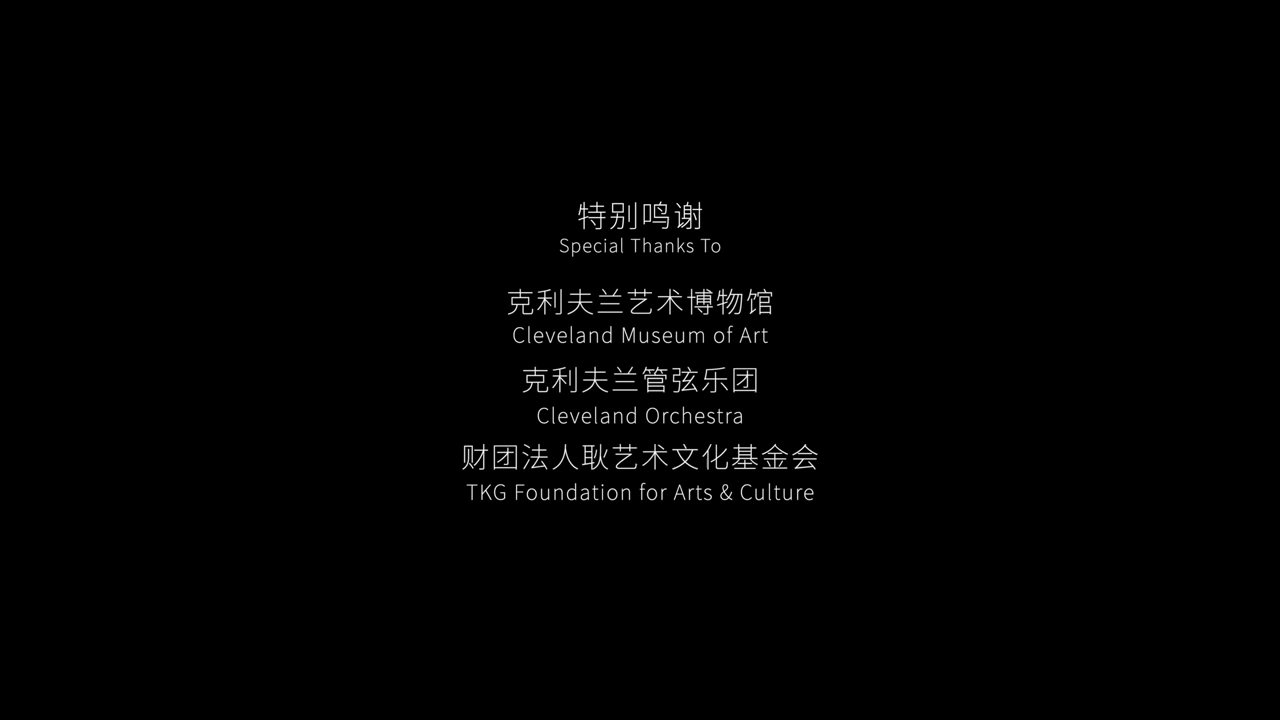 特别鸣谢
Special Thanks To
克利夫兰艺术博物馆
Cleveland Museum of Art
克利夫兰管弦乐团
Cleveland Orchestra
财团法人耿艺术文化基金会
TKG Foundation for Arts & Culture